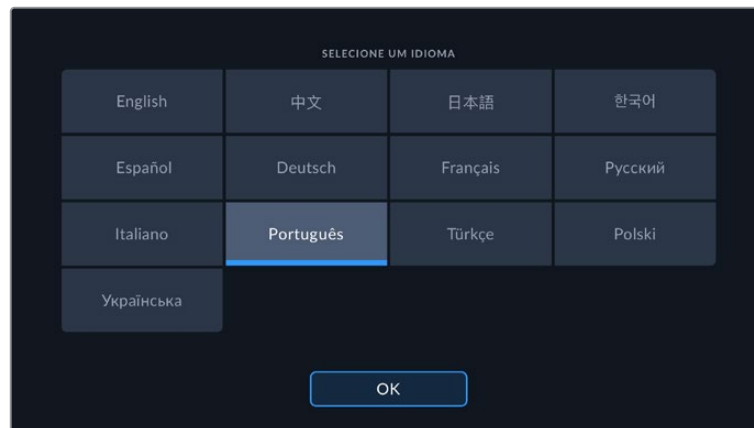 SELECIONE UM IDIOMA
English 中文 日本語 한국어
Español Deutsch Français Русский
Italiano Português Türkçe Polski
Українська
OK